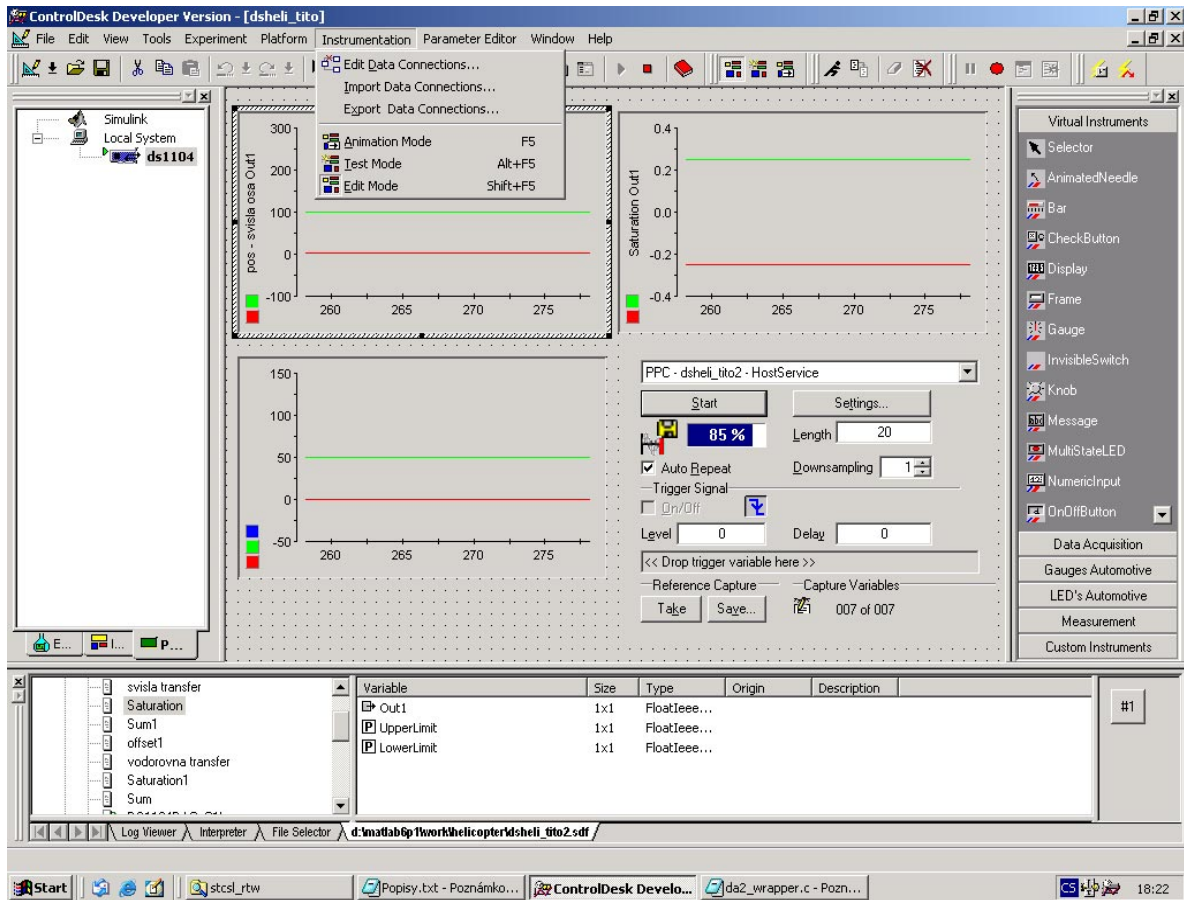 ControlDesk Developer Version - [dsheli_tito]
File Edit View Tools Experiment Platform Instrumentation Parameter Editor Window Help
Edit Data Connections...
Import Data Connections...
Export Data Connections...
Animation Mode F5
Test Mode Alt+F5
Edit Mode Shift+F5
Simulink
Local System
ds1104
pos - svisla osa Out1
300
200
100
0
-100
260 265 270 275
Saturation Out1
0.4
0.2
0.0
-0.2
-0.4
260 265 270 275
150
100
50
0
-50
260 265 270 275
PPC - dsheli_tito2 - HostService
Start Settings...
85 % Length 20
Auto Repeat Downsampling 1
Trigger Signal
On/Off
Level 0 Delay 0
<< Drop trigger variable here >>
Reference Capture Capture Variables
Take Save... 007 of 007
Virtual Instruments
Selector
AnimatedNeedle
Bar
CheckButton
Display
Frame
Gauge
InvisibleSwitch
Knob
Message
MultiStateLED
NumericInput
OnOffButton
Data Acquisition
Gauges Automotive
LED's Automotive
Measurement
Custom Instruments
E... I... P...
svisla transfer
Saturation
Sum1
offset1
vodorovna transfer
Saturation1
Sum
Variable Size Type Origin Description
Out1 1x1 FloatIeee...
UpperLimit 1x1 FloatIeee...
LowerLimit 1x1 FloatIeee...
#1
Log Viewer Interpreter File Selector d:\matlab6p1\work\helicopter\dsheli_tito2.sdf
Start stcsl_rtw Popisy.txt - Poznámko... ControlDesk Develo... da2_wrapper.c - Pozn... CS 18:22